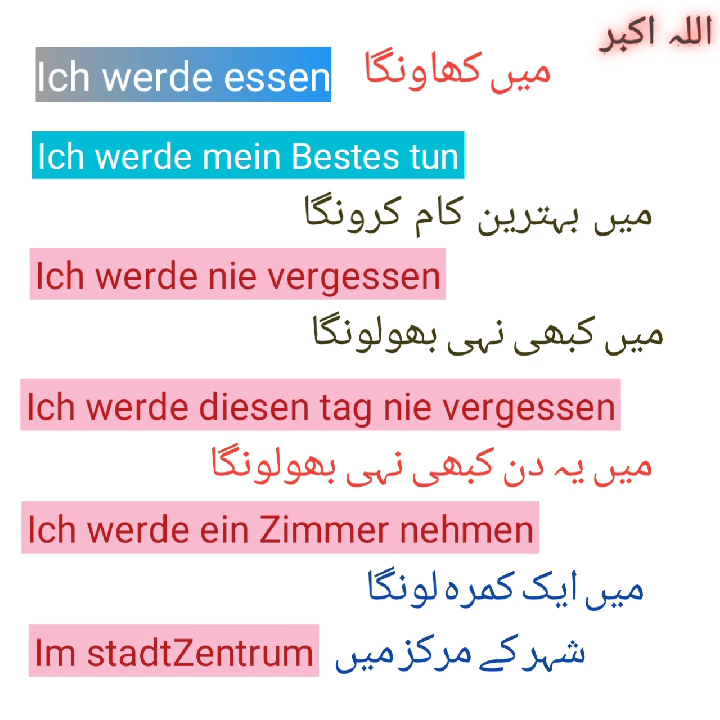 اللہ اکبر
Ich werde essen میں کھاونگا
Ich werde mein Bestes tun
میں بہترین کام کرونگا
Ich werde nie vergessen
میں کبھی نہی بھولونگا
Ich werde diesen tag nie vergessen
میں یہ دن کبھی نہی بھولونگا
Ich werde ein Zimmer nehmen
میں ایک کمرہ لونگا
Im stadtZentrum شہر کے مرکز میں